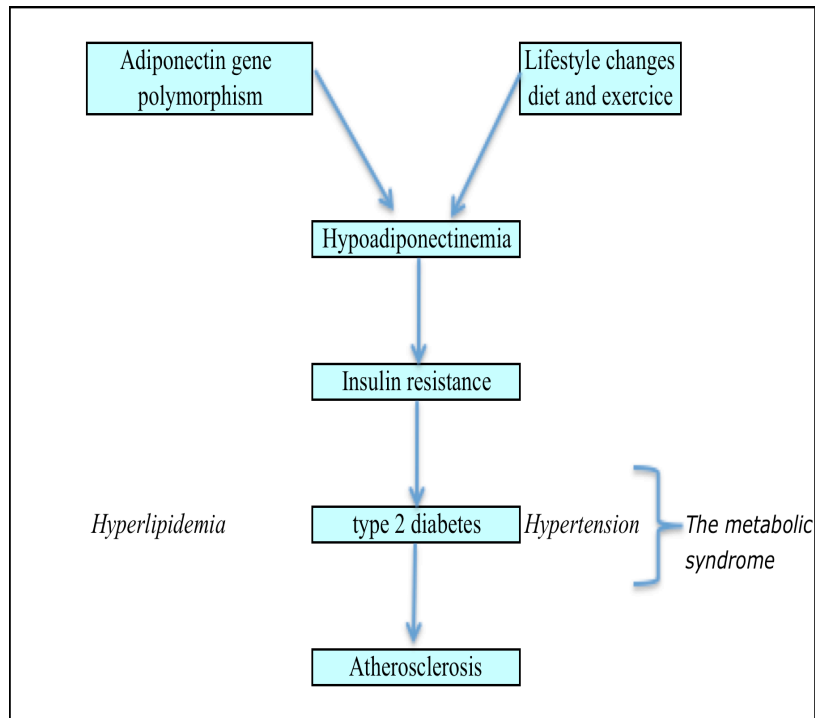 Adiponectin gene
polymorphism
Lifestyle changes
diet and exercice
Hypoadiponectinemia
Insulin resistance
Hyperlipidemia
type 2 diabetes
Hypertension
The metabolic
syndrome
Atherosclerosis